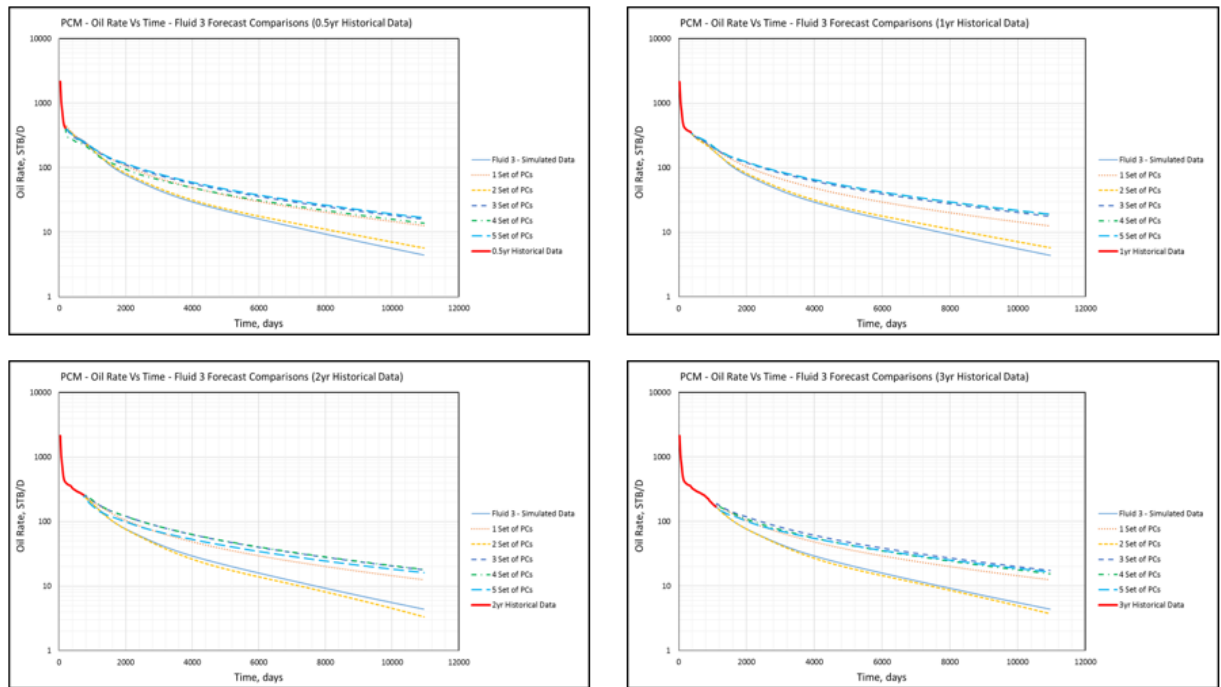 PCM - Oil Rate Vs Time - Fluid 3 Forecast Comparisons (0.5yr Historical Data)
10000
1000
100
10
1
Oil Rate, STB/D
0 2000 4000 6000 8000 10000 12000
Time, days
Fluid 3 - Simulated Data
1 Set of PCs
2 Set of PCs
3 Set of PCs
4 Set of PCs
5 Set of PCs
0.5yr Historical Data
PCM - Oil Rate Vs Time - Fluid 3 Forecast Comparisons (1yr Historical Data)
10000
1000
100
10
1
Oil Rate, STB/D
0 2000 4000 6000 8000 10000 12000
Time, days
Fluid 3 - Simulated Data
1 Set of PCs
2 Set of PCs
3 Set of PCs
4 Set of PCs
5 Set of PCs
1yr Historical Data
PCM - Oil Rate Vs Time - Fluid 3 Forecast Comparisons (2yr Historical Data)
10000
1000
100
10
1
Oil Rate, STB/D
0 2000 4000 6000 8000 10000 12000
Time, days
Fluid 3 - Simulated Data
1 Set of PCs
2 Set of PCs
3 Set of PCs
4 Set of PCs
5 Set of PCs
2yr Historical Data
PCM - Oil Rate Vs Time - Fluid 3 Forecast Comparisons (3yr Historical Data)
10000
1000
100
10
1
Oil Rate, STB/D
0 2000 4000 6000 8000 10000 12000
Time, days
Fluid 3 - Simulated Data
1 Set of PCs
2 Set of PCs
3 Set of PCs
4 Set of PCs
5 Set of PCs
3yr Historical Data